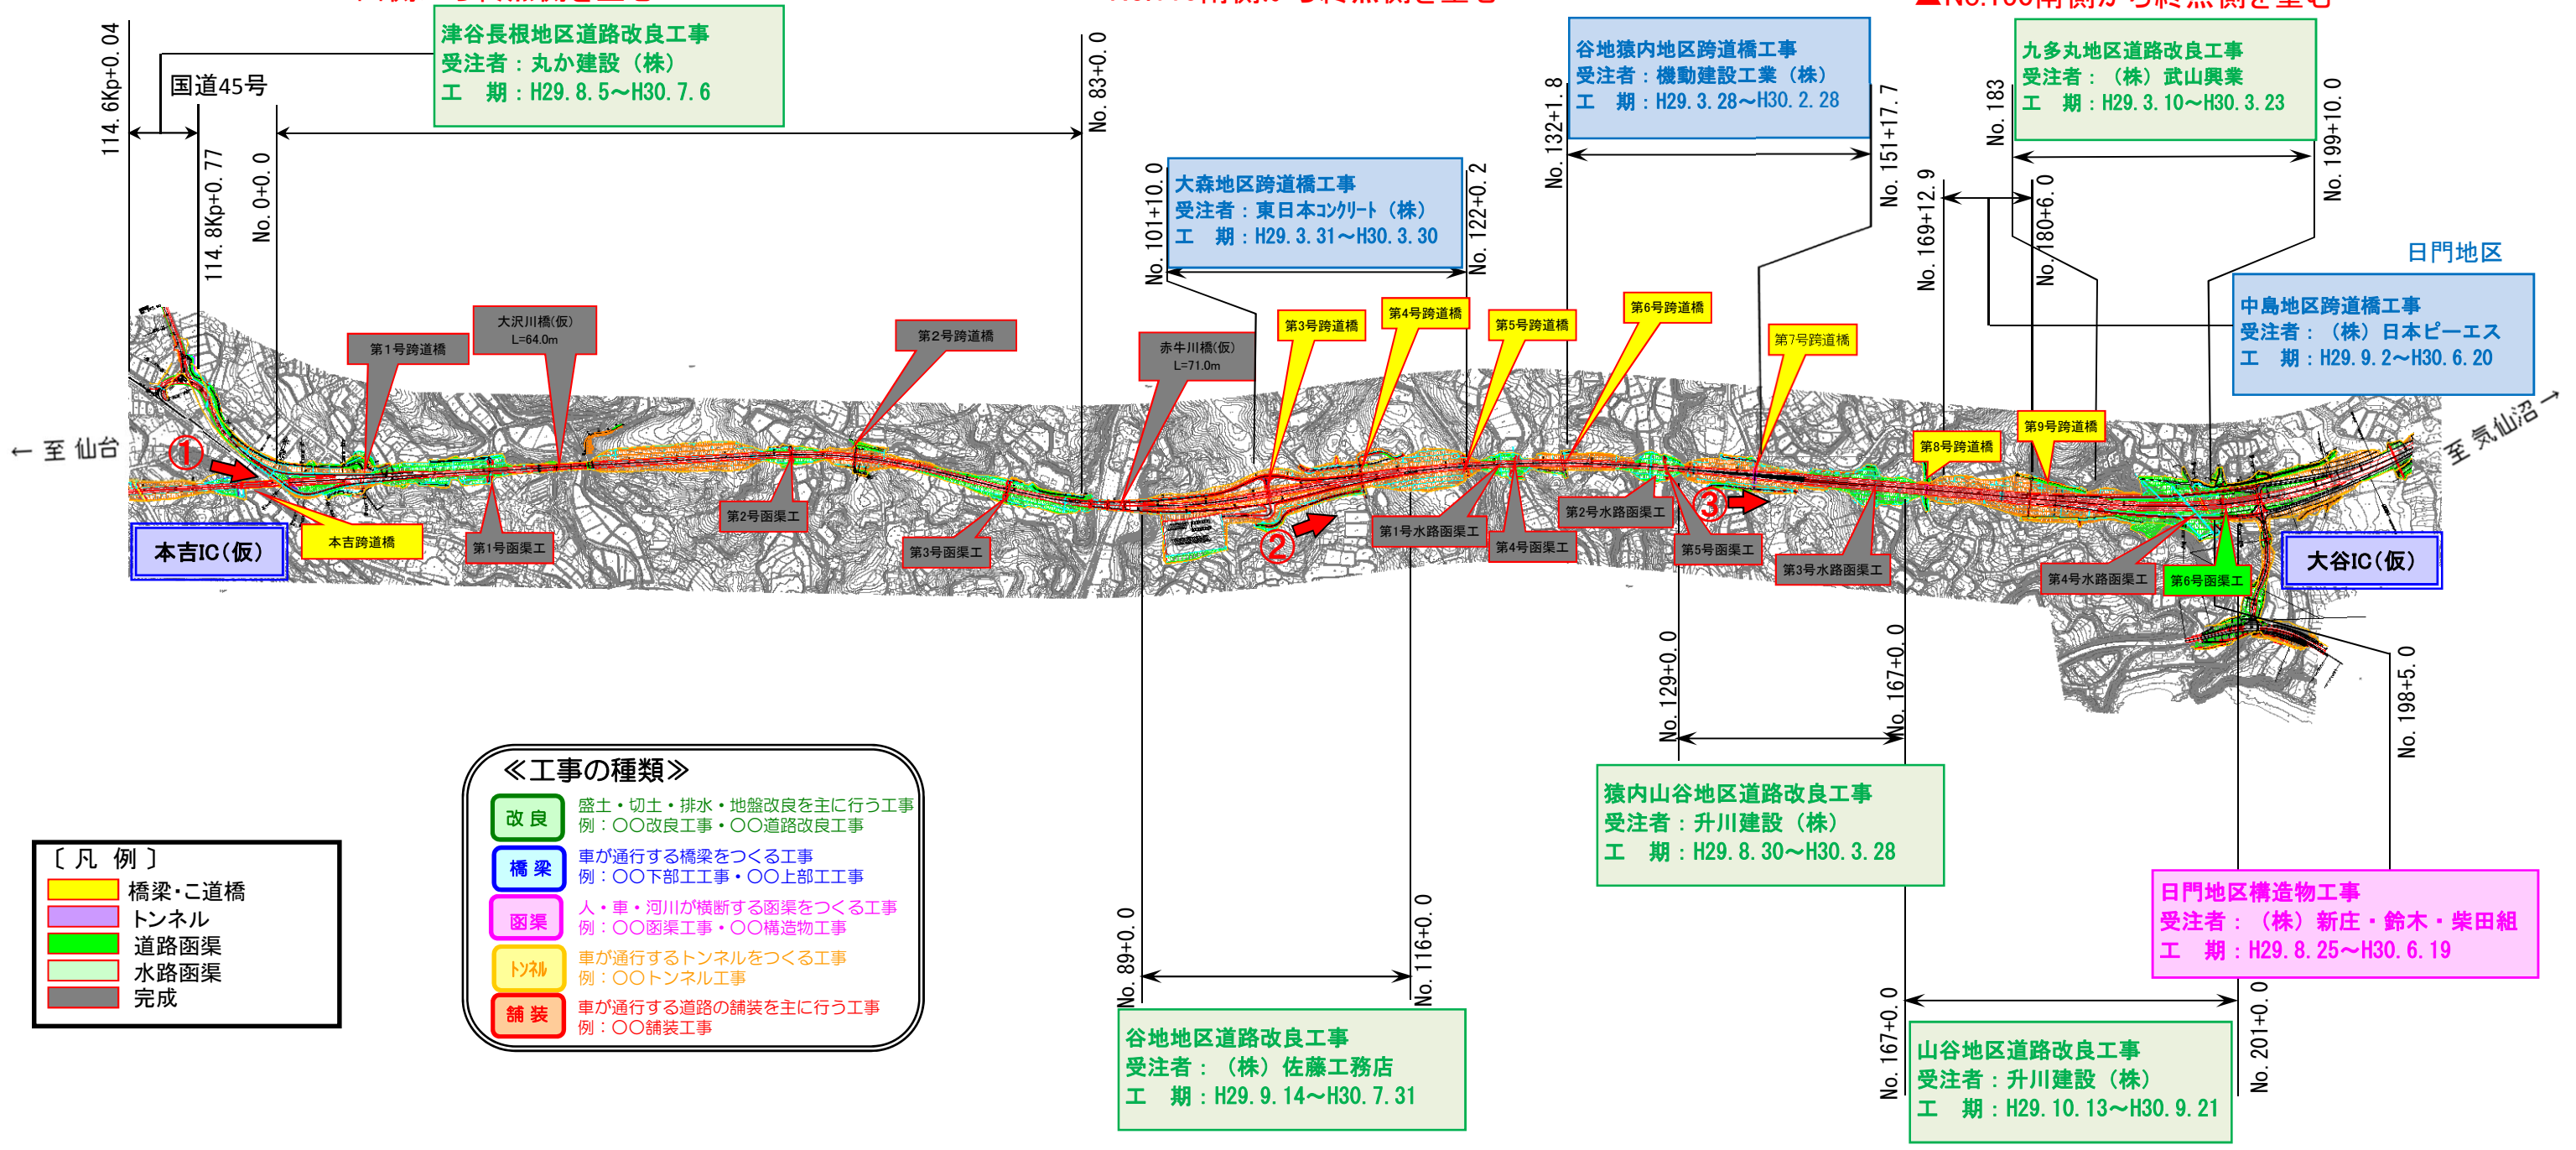 No.100南側から終点側を望む
114.6Kp+0.04
国道45号
114.8Kp+0.77
No.0+0.0
津谷長根地区道路改良工事
受注者：丸か建設（株）
工　期：H29.8.5～H30.7.6
No.83+0.0
No.101+10.0
大森地区跨道橋工事
受注者：東日本ｺﾝｸﾘｰﾄ（株）
工　期：H29.3.31～H30.3.30
No.122+0.2
No.132+1.8
谷地猿内地区跨道橋工事
受注者：機動建設工業（株）
工　期：H29.3.28～H30.2.28
No.151+17.7
No.169+12.9
No.180+6.0
No.183
九多丸地区道路改良工事
受注者：（株）武山興業
工　期：H29.3.10～H30.3.23
No.199+10.0
日門地区
中島地区跨道橋工事
受注者：（株）日本ピーエス
工　期：H29.9.2～H30.6.20
第1号跨道橋
大沢川橋(仮)
L=64.0m
第2号跨道橋
赤牛川橋(仮)
L=71.0m
第3号跨道橋
第4号跨道橋
第5号跨道橋
第6号跨道橋
第7号跨道橋
第8号跨道橋
第9号跨道橋
←至 仙台
至 気仙沼→
①
②
③
本吉IC(仮)
本吉跨道橋
第1号函渠工
第2号函渠工
第3号函渠工
第1号水路函渠工
第4号函渠工
第2号水路函渠工
第5号函渠工
第3号水路函渠工
第4号水路函渠工
第6号函渠工
大谷IC(仮)
No.129+0.0
No.167+0.0
猿内山谷地区道路改良工事
受注者：升川建設（株）
工　期：H29.8.30～H30.3.28
No.198+5.0
日門地区構造物工事
受注者：（株）新庄・鈴木・柴田組
工　期：H29.8.25～H30.6.19
No.89+0.0
No.116+0.0
谷地地区道路改良工事
受注者：（株）佐藤工務店
工　期：H29.9.14～H30.7.31
No.167+0.0
No.201+0.0
山谷地区道路改良工事
受注者：升川建設（株）
工　期：H29.10.13～H30.9.21
〔凡 例〕
橋梁・こ道橋
トンネル
道路函渠
水路函渠
完成
≪工事の種類≫
改良
盛土・切土・排水・地盤改良を主に行う工事
例：〇〇改良工事・〇〇道路改良工事
橋梁
車が通行する橋梁をつくる工事
例：〇〇下部工工事・〇〇上部工工事
函渠
人・車・河川が横断する函渠をつくる工事
例：〇〇函渠工事・〇〇構造物工事
ﾄﾝﾈﾙ
車が通行するトンネルをつくる工事
例：〇〇トンネル工事
舗装
車が通行する道路の舗装を主に行う工事
例：〇〇舗装工事